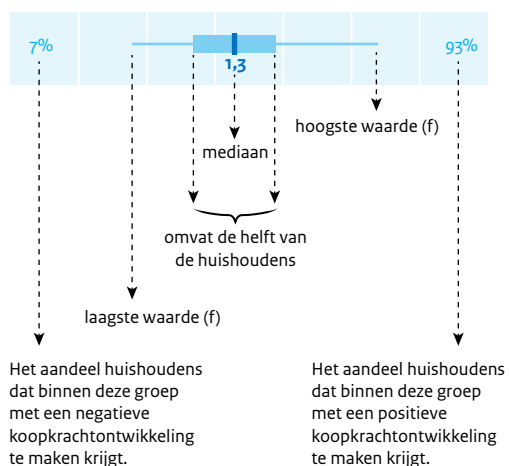 7%
93%
1,3
hoogste waarde (f)
mediaan
omvat de helft van
de huishoudens
laagste waarde (f)
Het aandeel huishoudens
dat binnen deze groep
met een negatieve
koopkrachtontwikkeling
te maken krijgt.
Het aandeel huishoudens
dat binnen deze groep
met een positieve
koopkrachtontwikkeling
te maken krijgt.